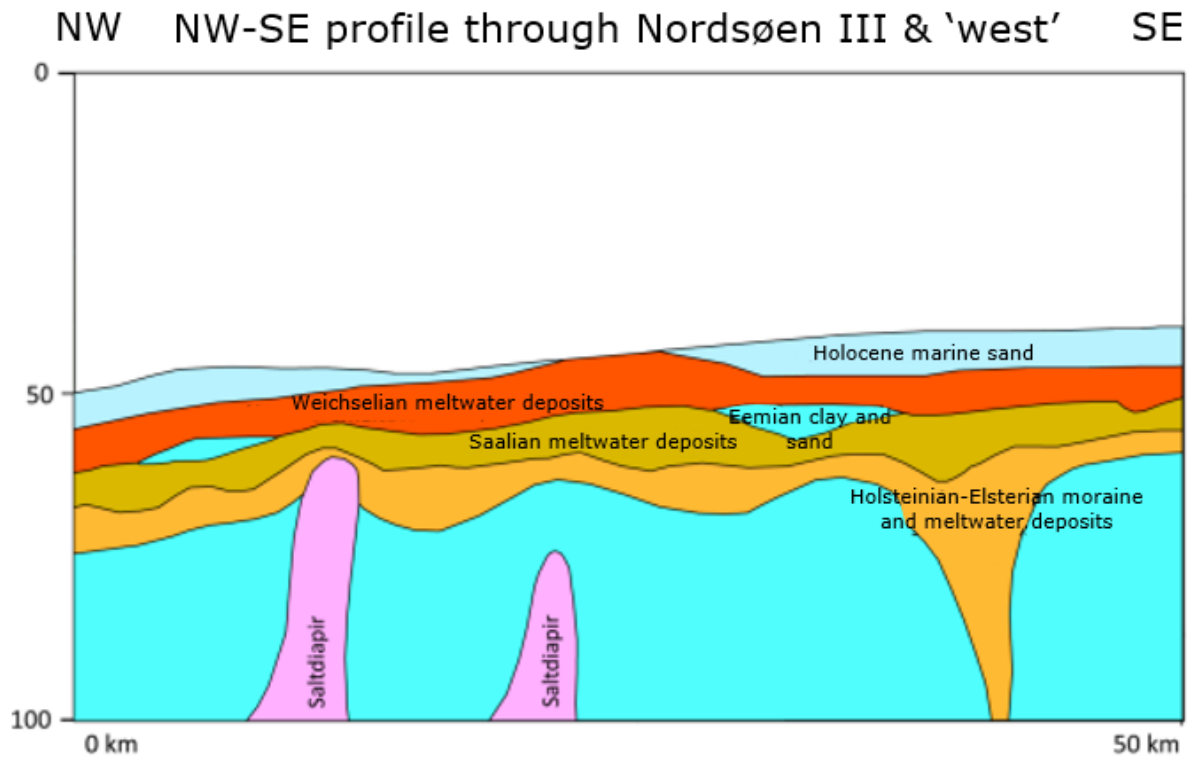 NW NW-SE profile through Nordsøen III & ‘west’ SE
0
Holocene marine sand
50
Weichselian meltwater deposits
Eemian clay and
sand
Saalian meltwater deposits
Holsteinian-Elsterian moraine
and meltwater deposits
Saltdiapir
Saltdiapir
100
0 km
50 km